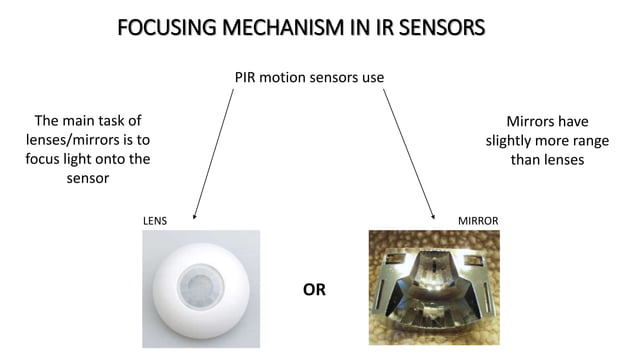 FOCUSING MECHANISM IN IR SENSORS
PIR motion sensors use
The main task of
lenses/mirrors is to
focus light onto the
sensor
Mirrors have
slightly more range
than lenses
LENS
MIRROR
OR